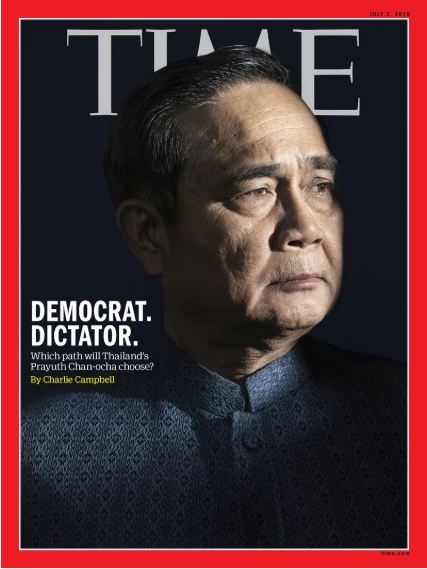 JULY 2, 2018
TIME
DEMOCRAT.
DICTATOR.
Which path will Thailand's
Prayuth Chan-ocha choose?
By Charlie Campbell
time.com